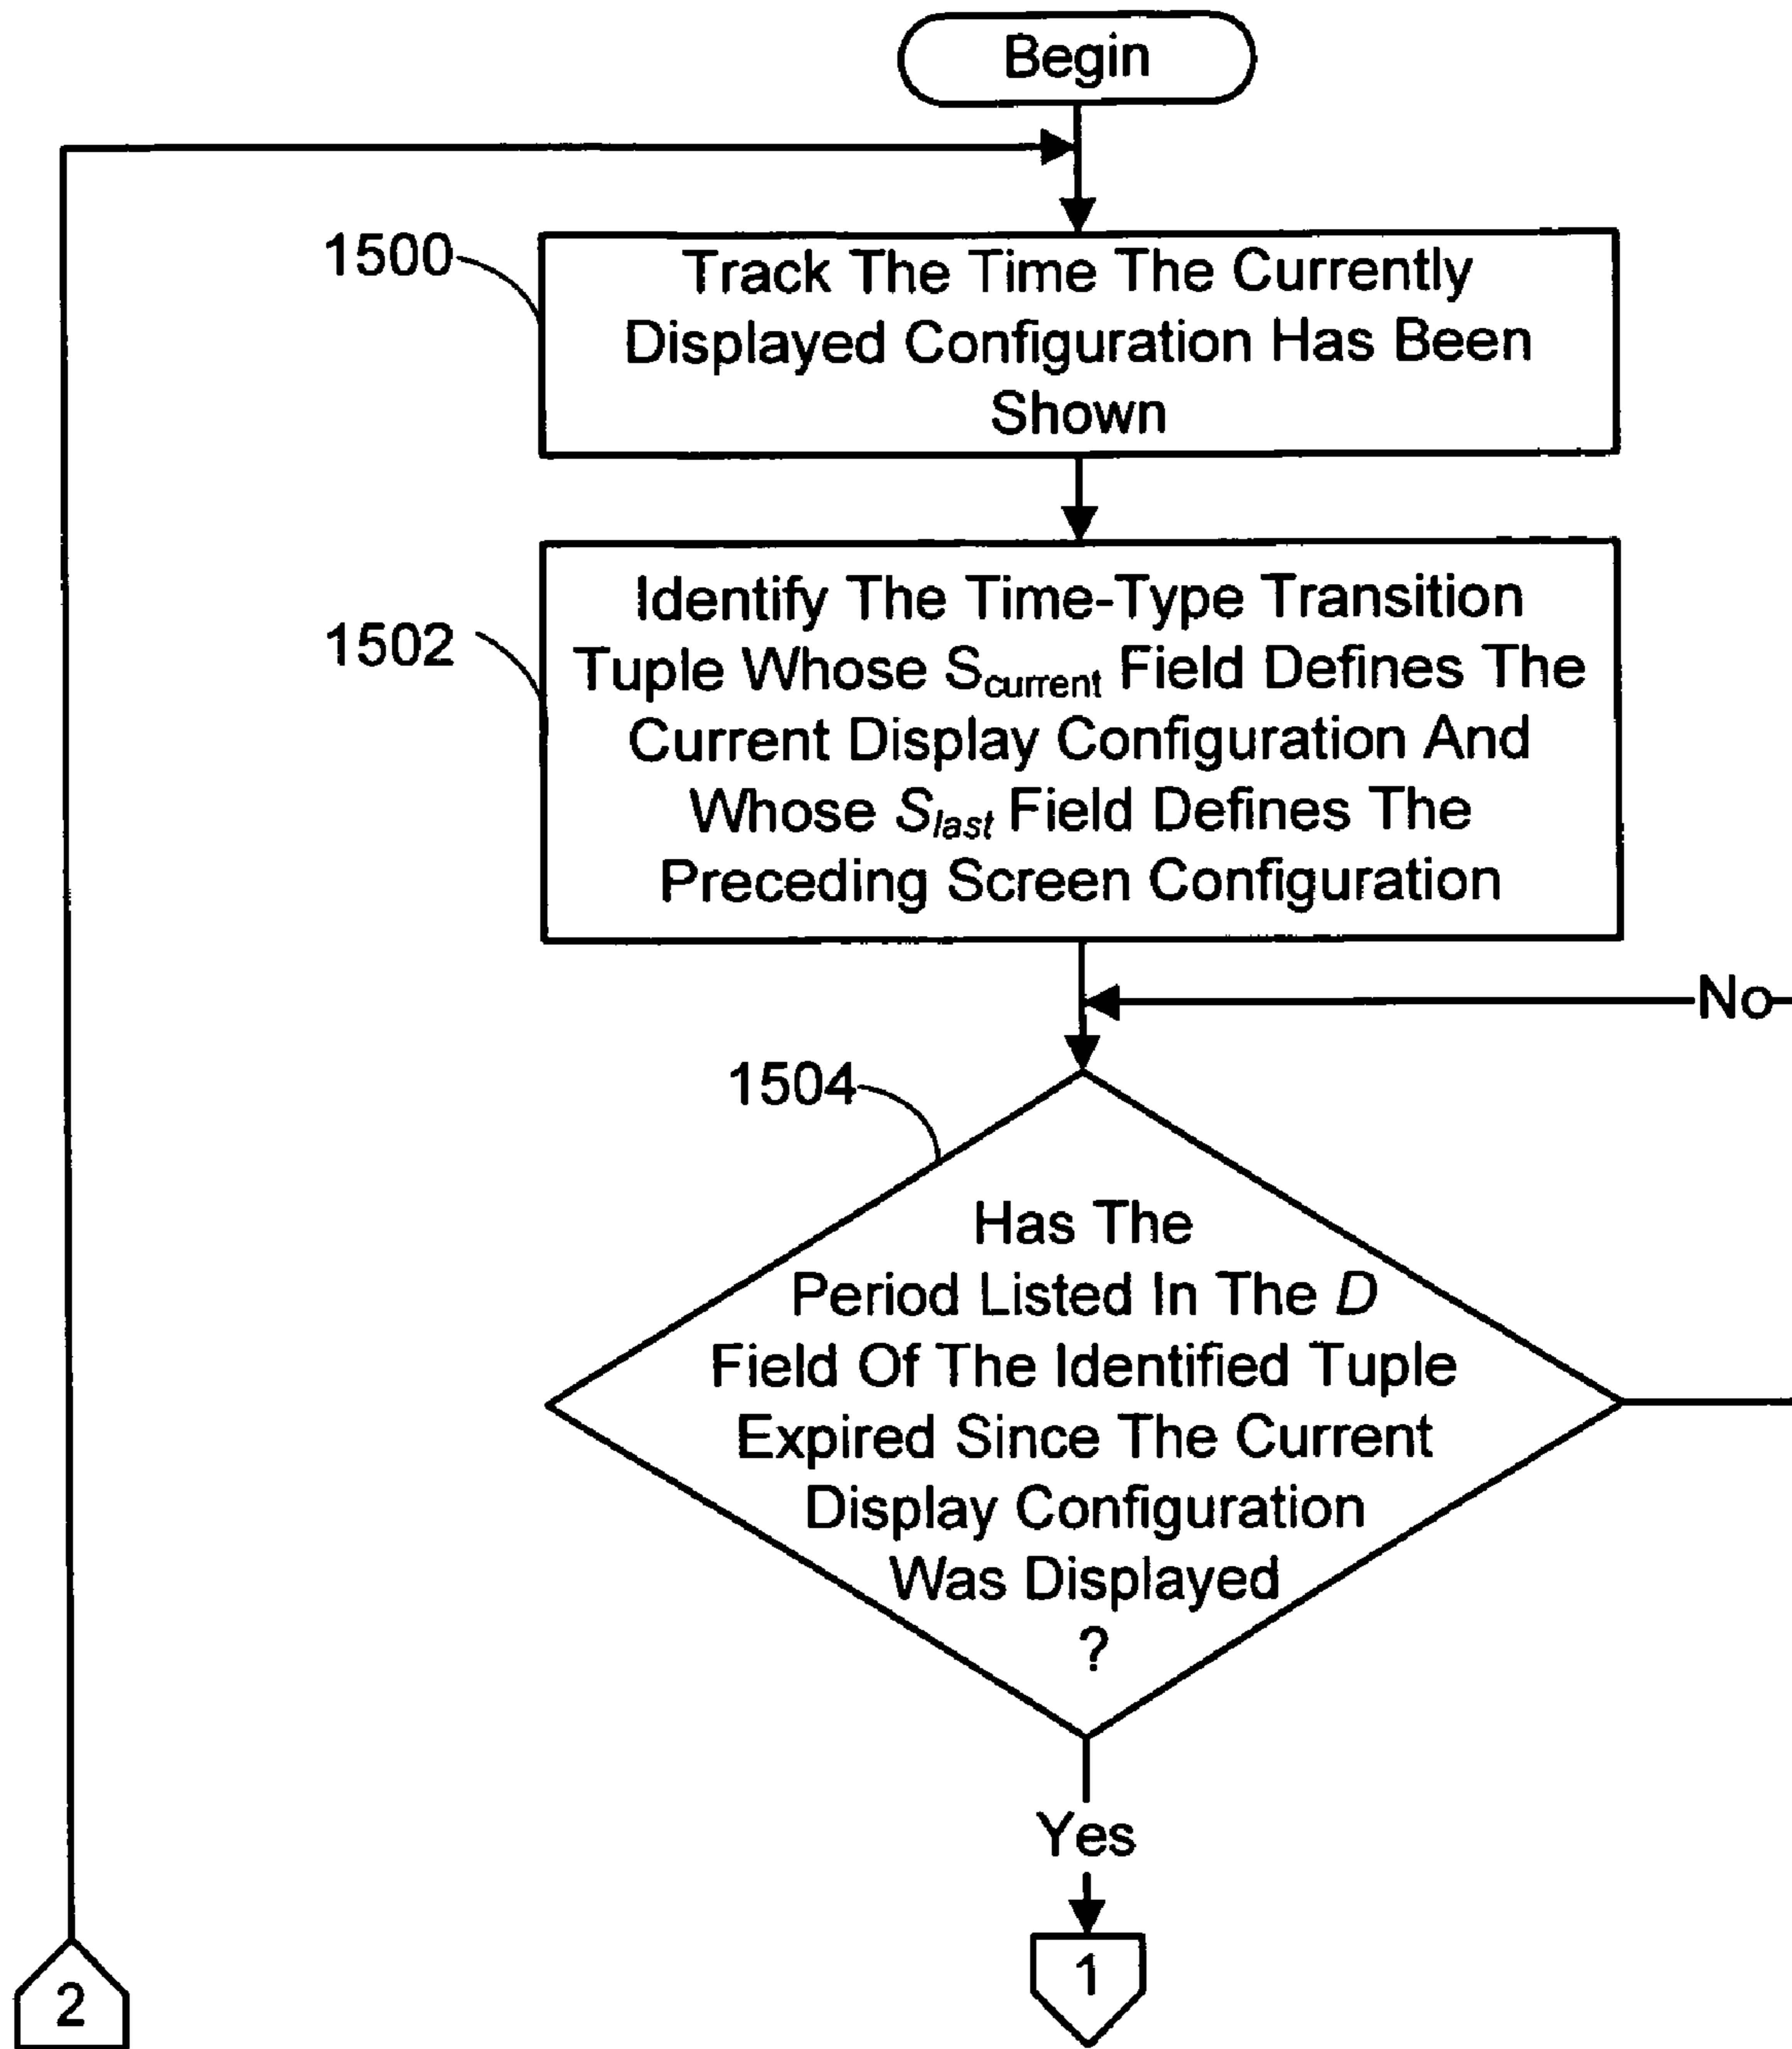 Begin
1500
Track The Time The Currently
Displayed Configuration Has Been
Shown
1502
Identify The Time-Type Transition
Tuple Whose Scurrent Field Defines The
Current Display Configuration And
Whose Slast Field Defines The
Preceding Screen Configuration
No
1504
Has The
Period Listed In The D
Field Of The Identified Tuple
Expired Since The Current
Display Configuration
Was Displayed
?
Yes
1
2